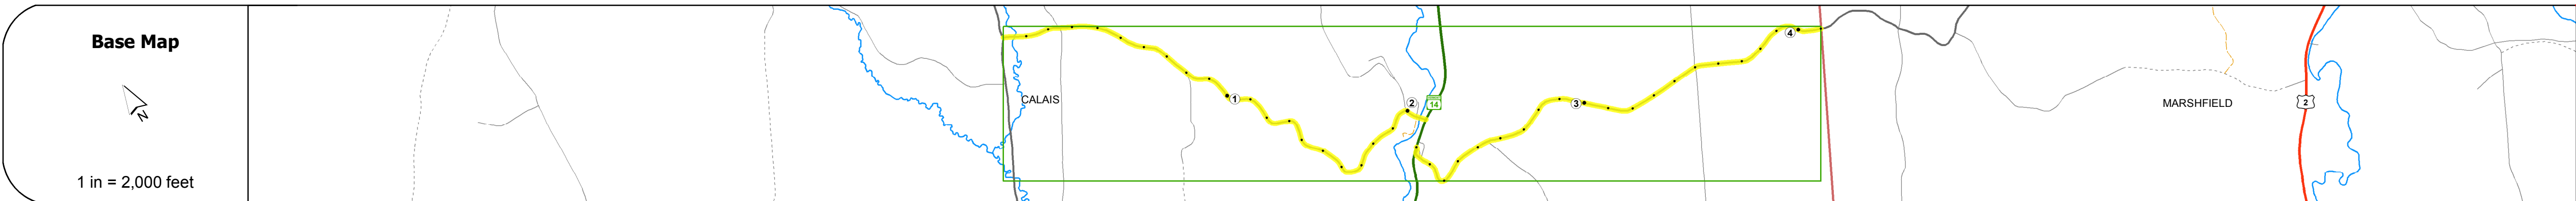 Base Map
N
1 in = 2,000 feet
CALAIS
1
2
14
3
4
MARSHFIELD
2